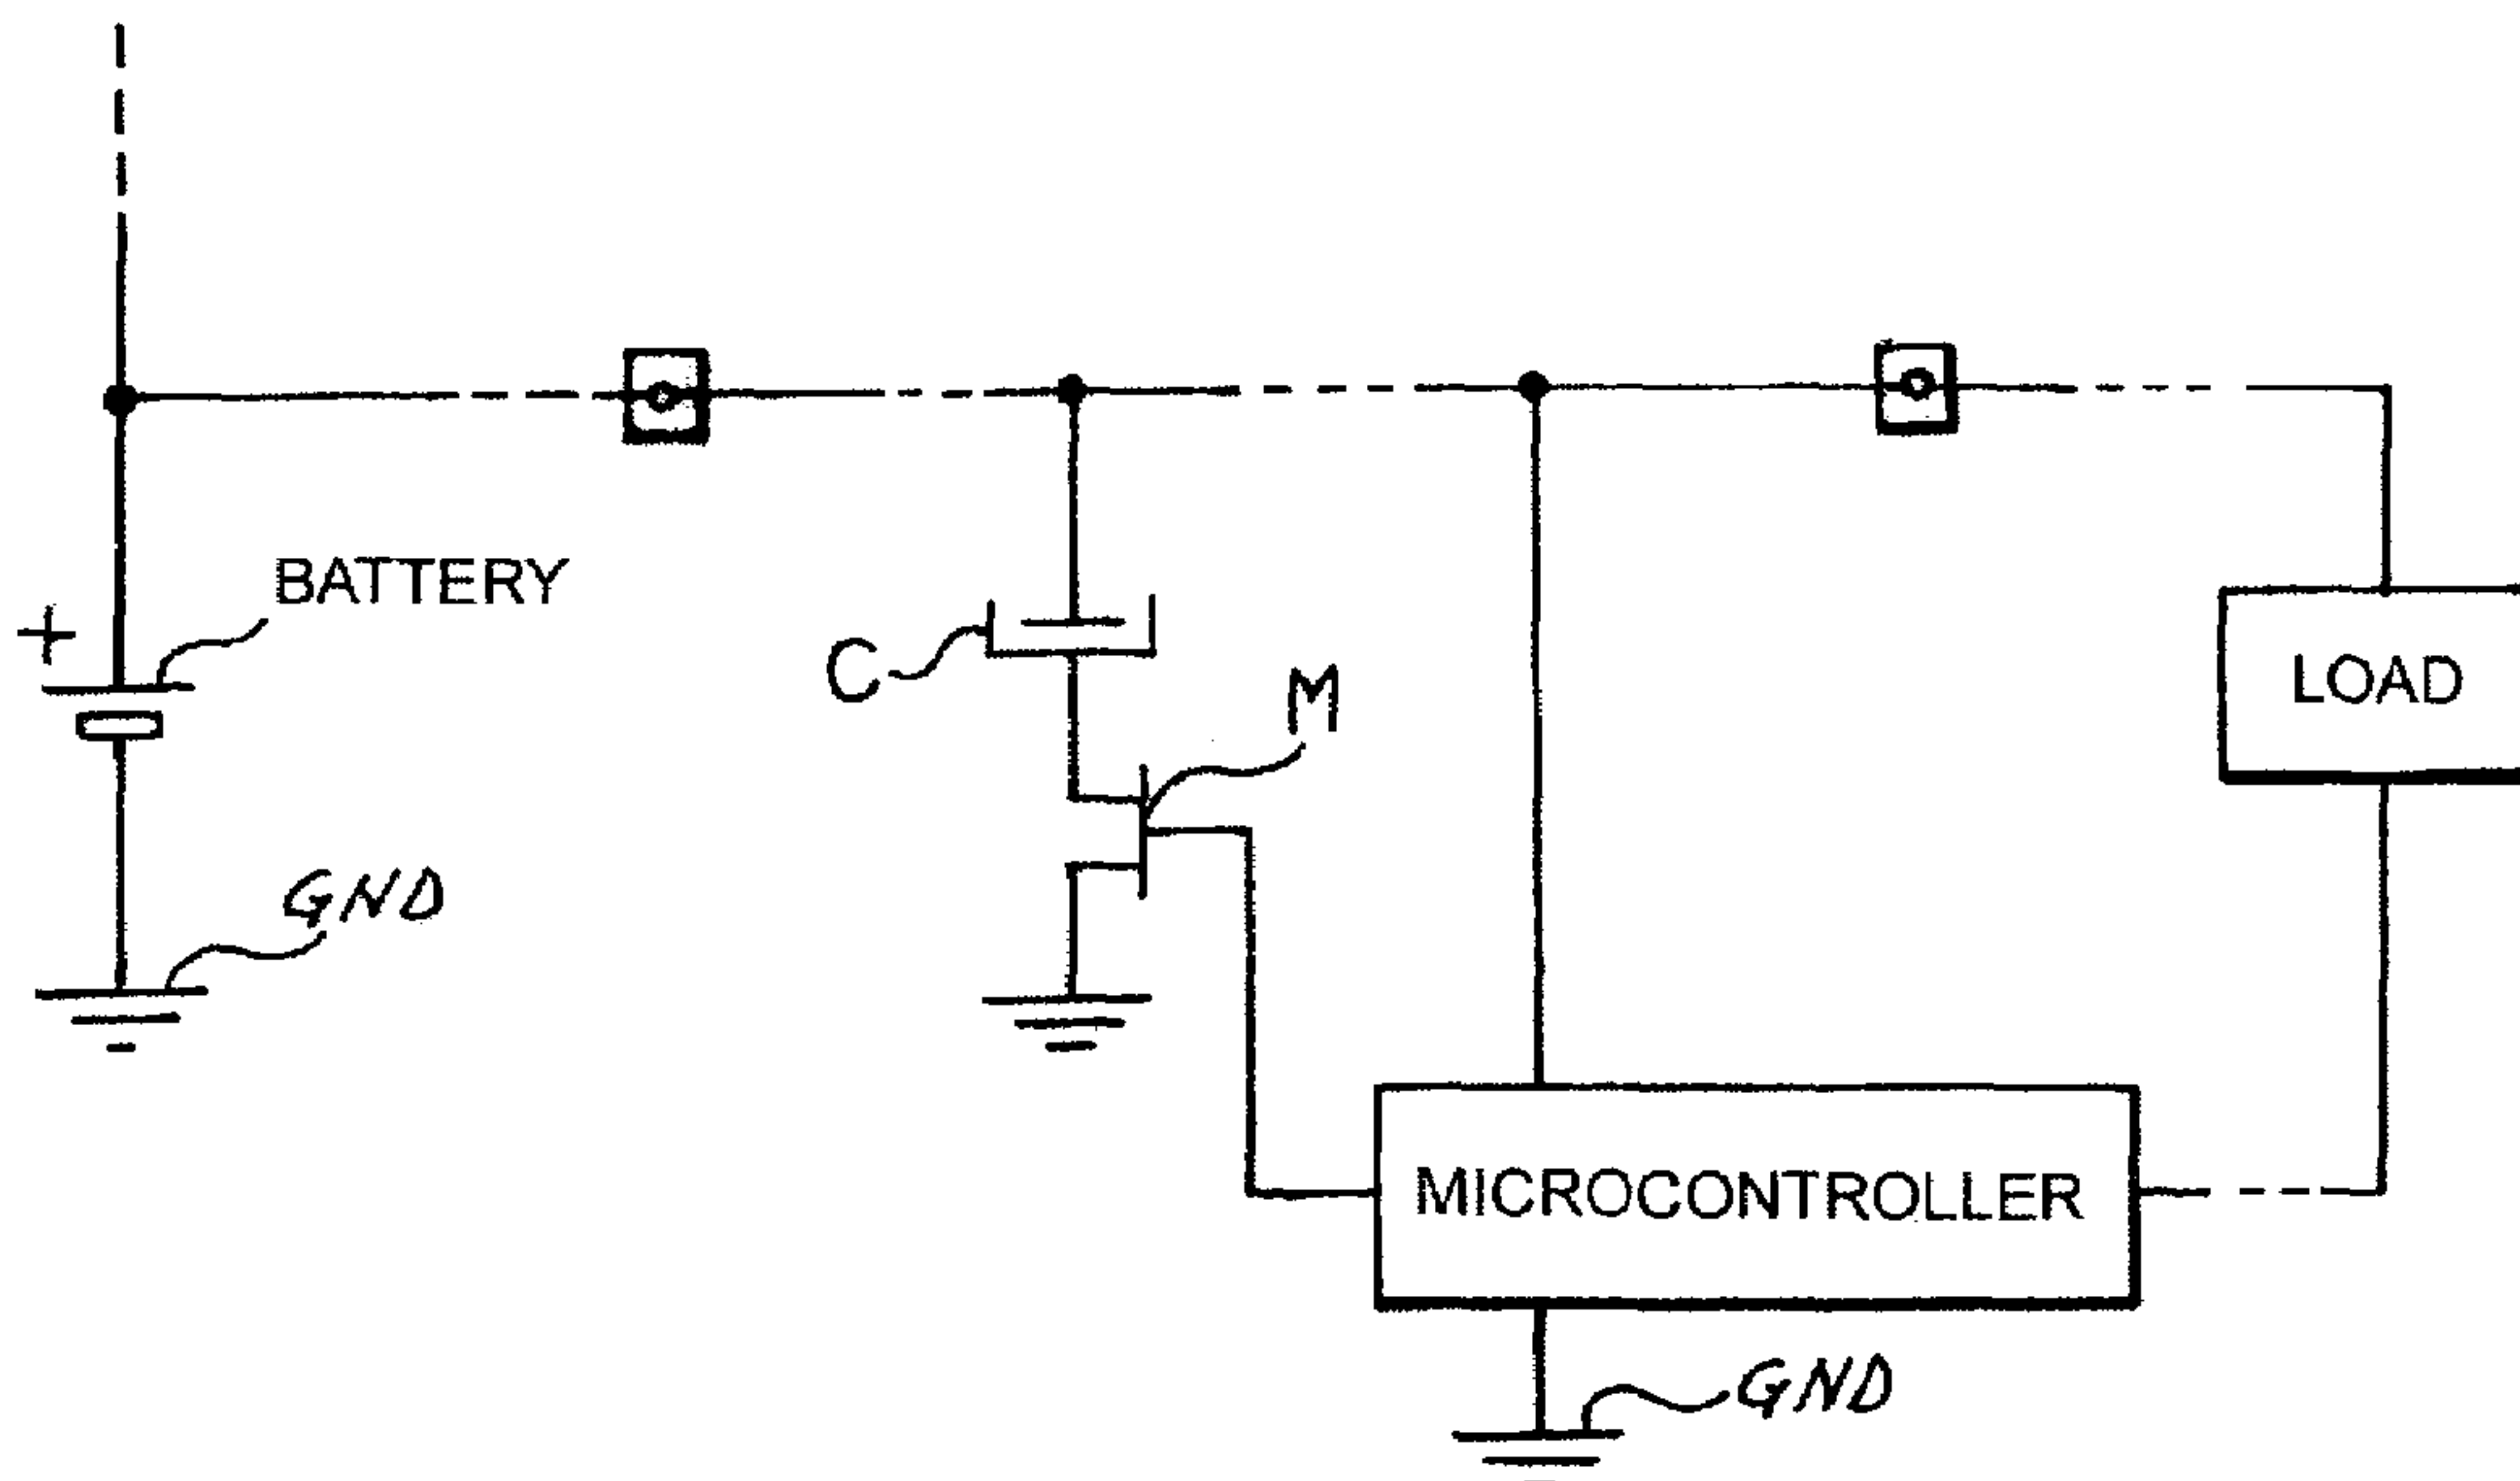 BATTERY
+
C
M
LOAD
GND
MICROCONTROLLER
GND